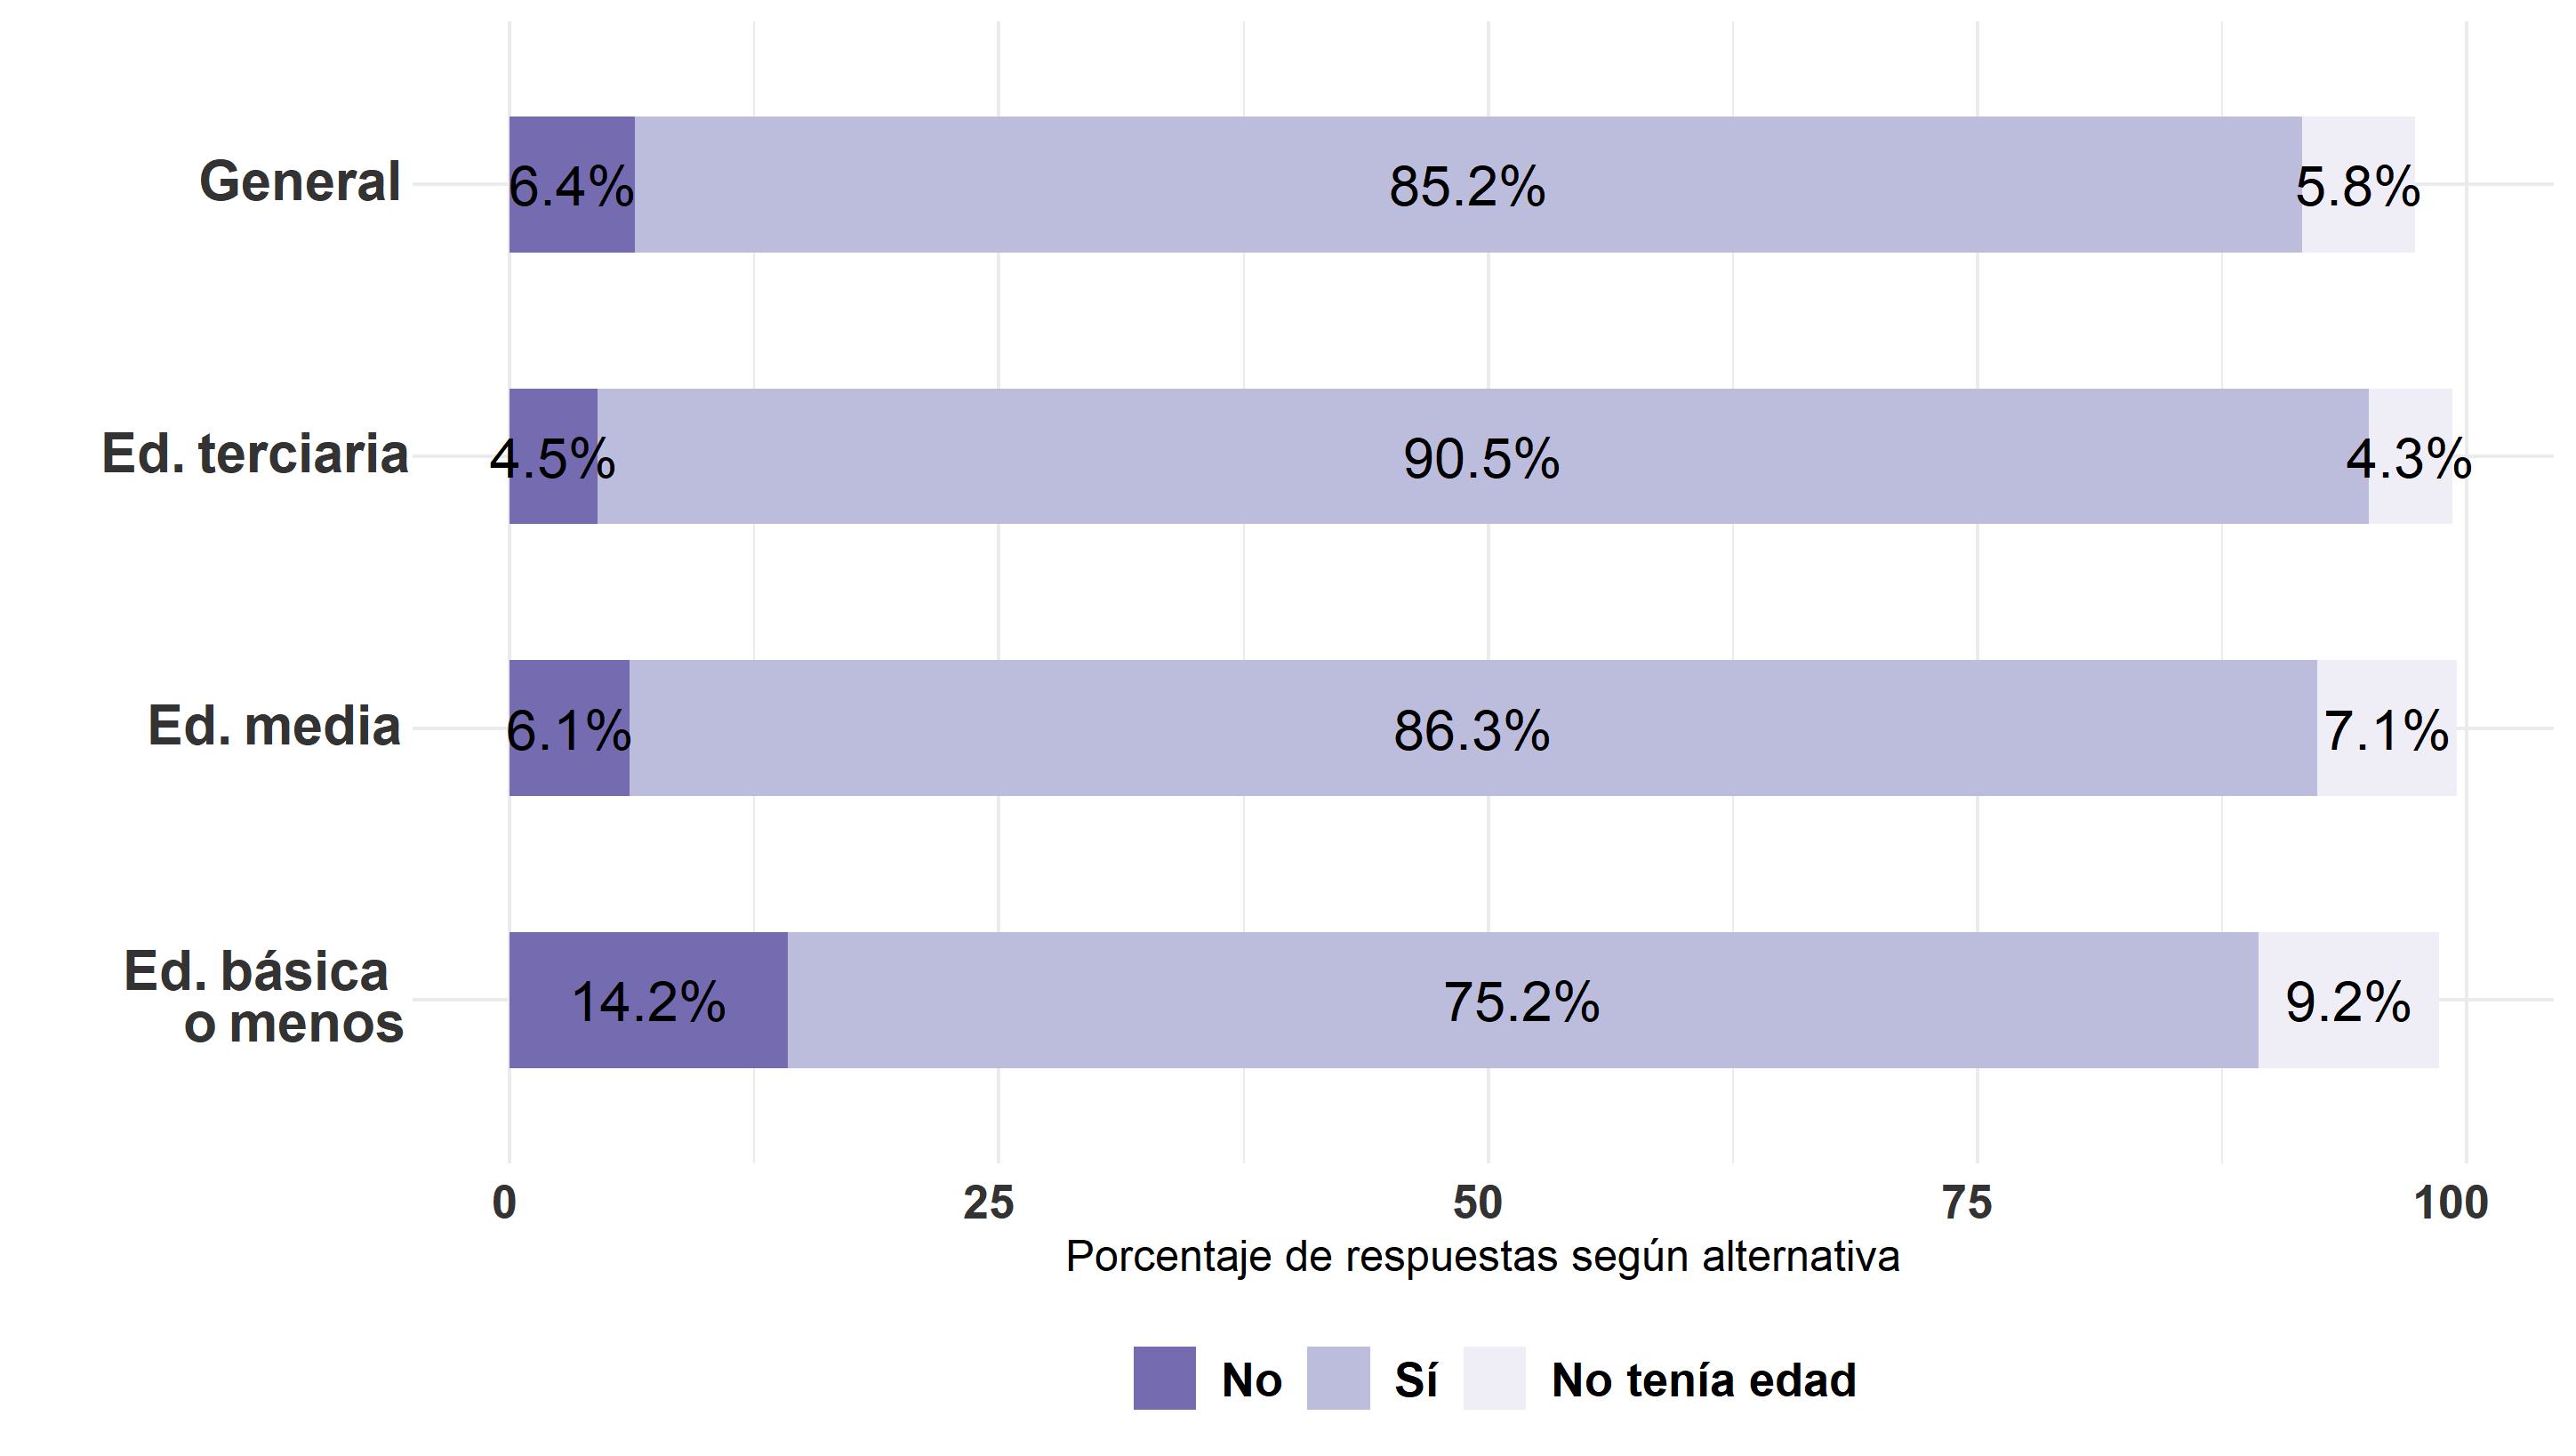 General
6.4%
85.2%
5.8%
Ed. terciaria
4.5%
90.5%
4.3%
Ed. media
6.1%
86.3%
7.1%
Ed. básica
o menos
14.2%
75.2%
9.2%
0
25
50
75
100
Porcentaje de respuestas según alternativa
No
Sí
No tenía edad